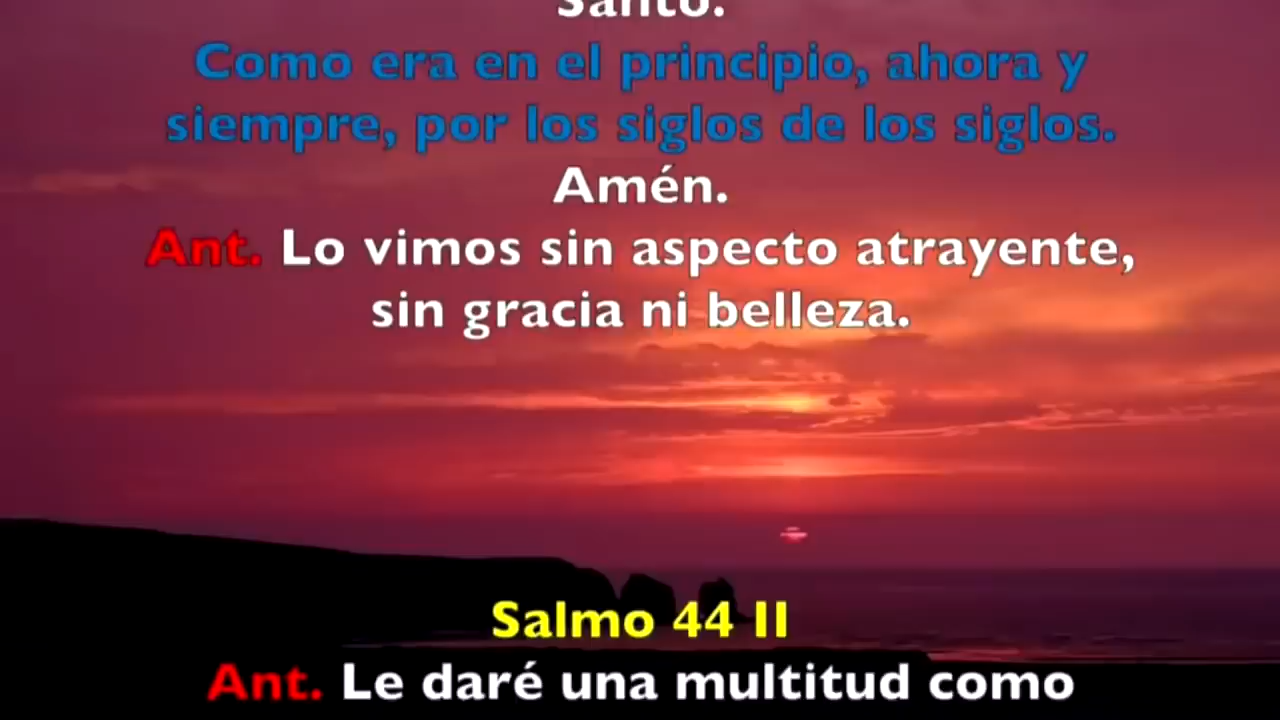 Santo.
Como era en el principio, ahora y
siempre, por los siglos de los siglos.
Amén.
Ant. Lo vimos sin aspecto atrayente,
sin gracia ni belleza.
Salmo 44 II
Ant. Le daré una multitud como